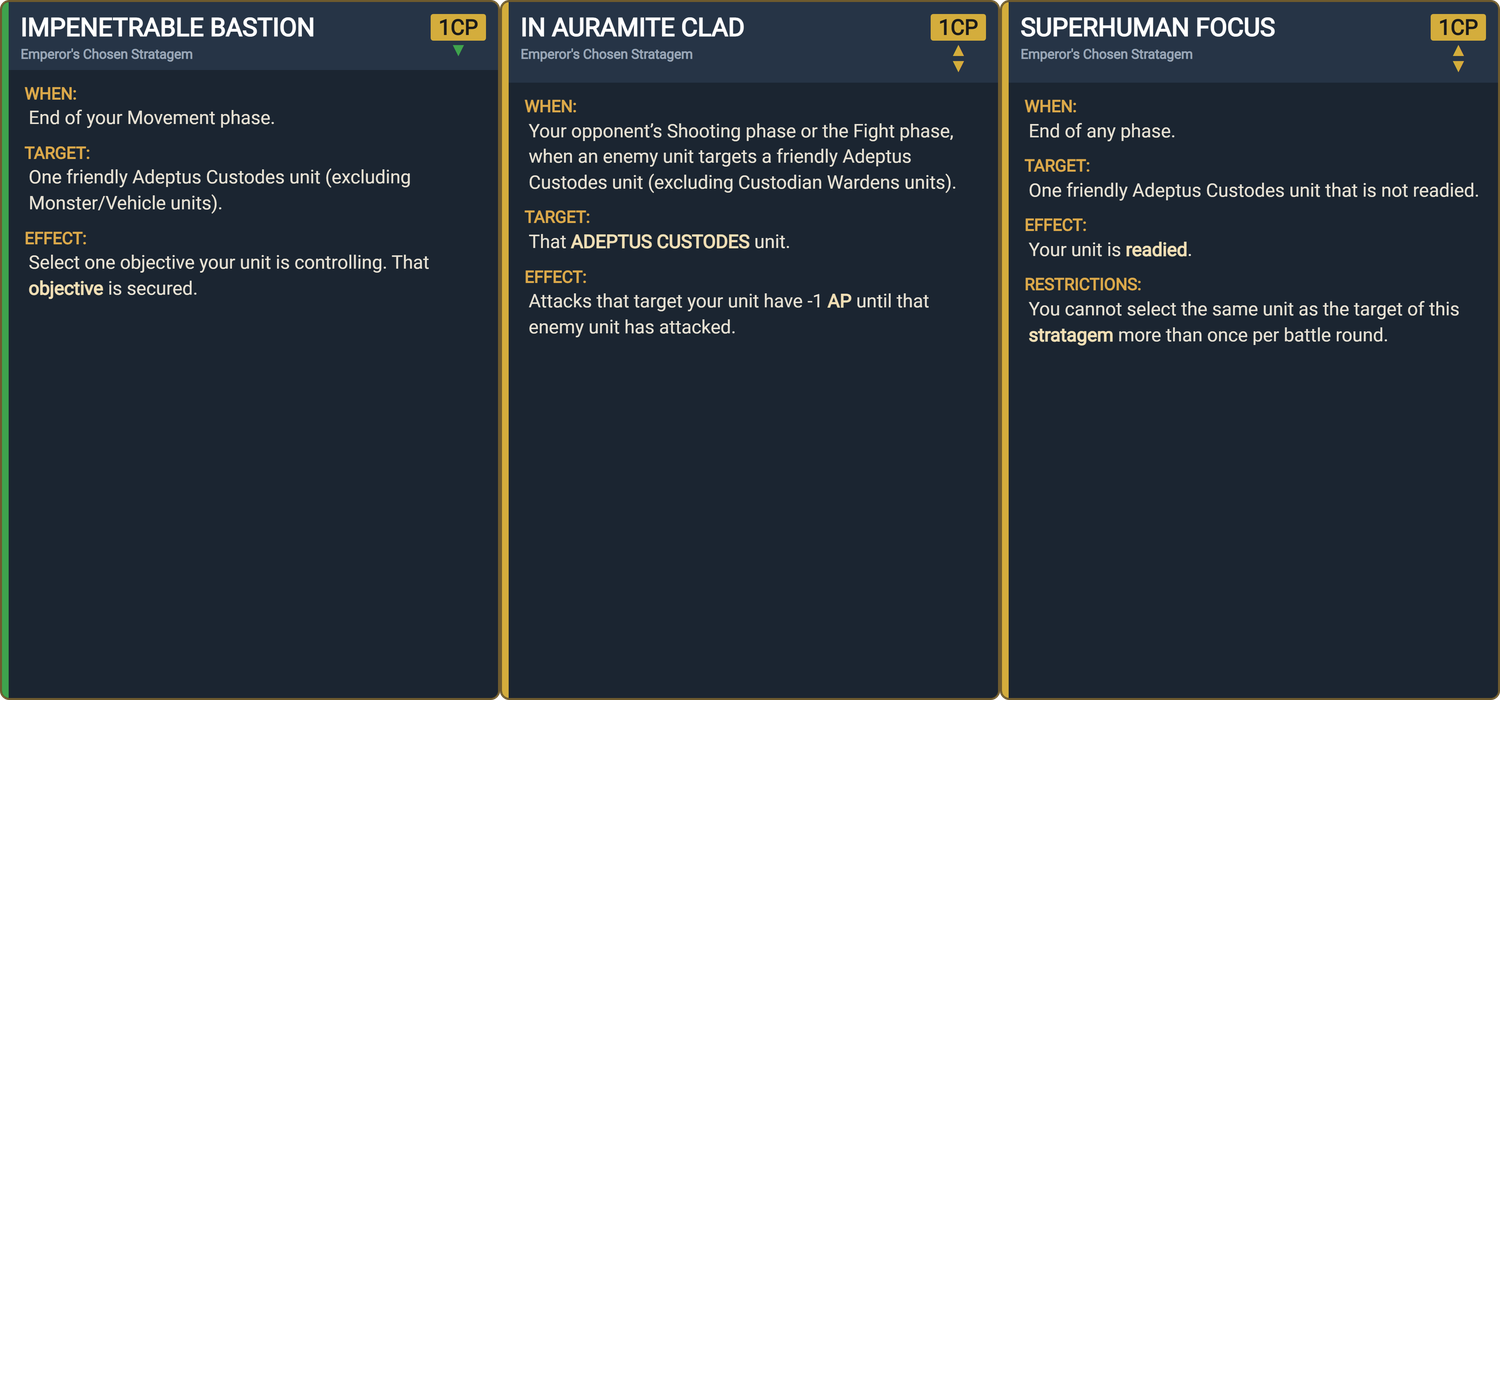 IMPENETRABLE BASTION
1CP
Emperor's Chosen Stratagem
WHEN:
End of your Movement phase.
TARGET:
One friendly Adeptus Custodes unit (excluding
Monster/Vehicle units).
EFFECT:
Select one objective your unit is controlling. That
objective is secured.
IN AURAMITE CLAD
1CP
Emperor's Chosen Stratagem
WHEN:
Your opponent’s Shooting phase or the Fight phase,
when an enemy unit targets a friendly Adeptus
Custodes unit (excluding Custodian Wardens units).
TARGET:
That ADEPTUS CUSTODES unit.
EFFECT:
Attacks that target your unit have -1 AP until that
enemy unit has attacked.
SUPERHUMAN FOCUS
1CP
Emperor's Chosen Stratagem
WHEN:
End of any phase.
TARGET:
One friendly Adeptus Custodes unit that is not readied.
EFFECT:
Your unit is readied.
RESTRICTIONS:
You cannot select the same unit as the target of this
stratagem more than once per battle round.